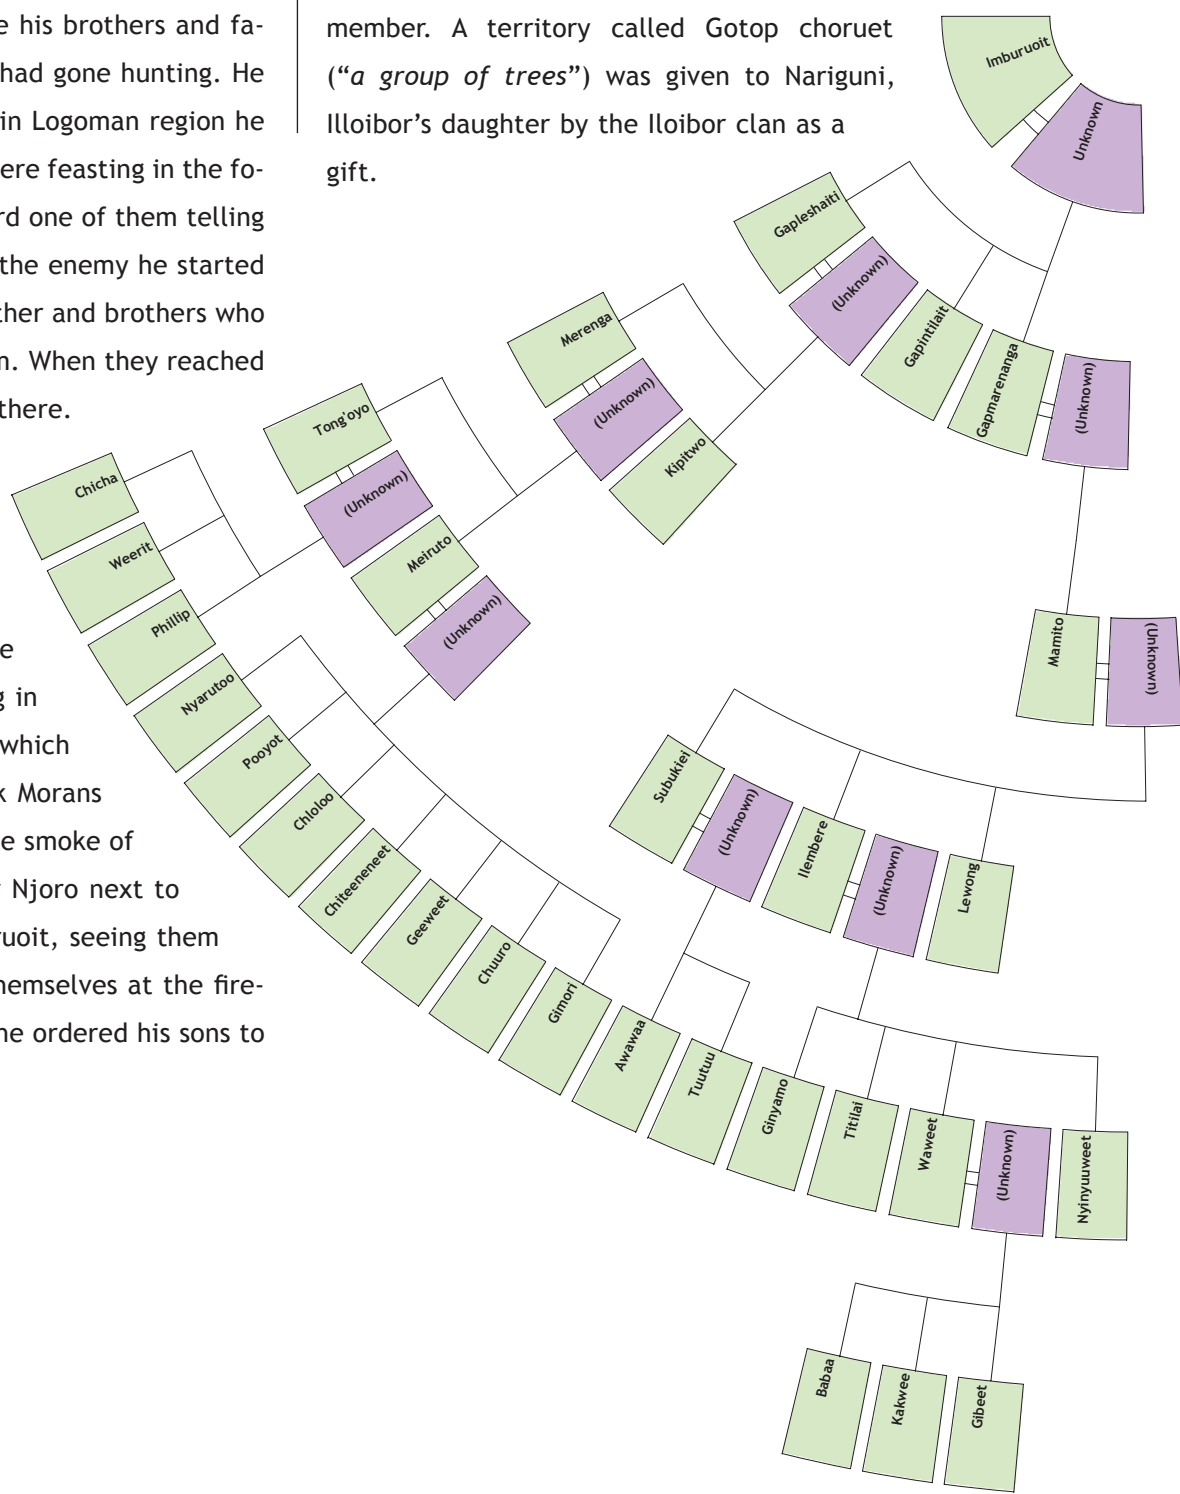 e his brothers and fa-
had gone hunting. He
in Logoman region he
ere feasting in the fo-
rd one of them telling
the enemy he started
ther and brothers who
n. When they reached
there.
e
g in
which
k Morans
e smoke of
r Njoro next to
ruoit, seeing them
hemselves at the fire-
he ordered his sons to
member. A territory called Gotop choruet
(“a group of trees”) was given to Nariguni,
Illoibor’s daughter by the Iloibor clan as a
gift.
Imburuoit
Unknown
Gapleshaiti
(Unknown)
Gapintilait
Gapmarenanga
(Unknown)
Merenga
(Unknown)
Kipitwo
Tong’oyo
(Unknown)
Meiruto
(Unknown)
Mamito
(Unknown)
Subukiei
(Unknown)
Ilembere
(Unknown)
Lewong
Chicha
Weerit
Phillip
Nyarutoo
Pooyot
Chloloo
Chiteeneneet
Geeweet
Chuuro
Gimori
Awawaa
Tuutuu
Ginyamo
Titilai
Waweet
(Unknown)
Nyinyuuweet
Babaa
Kakwee
Gibeet